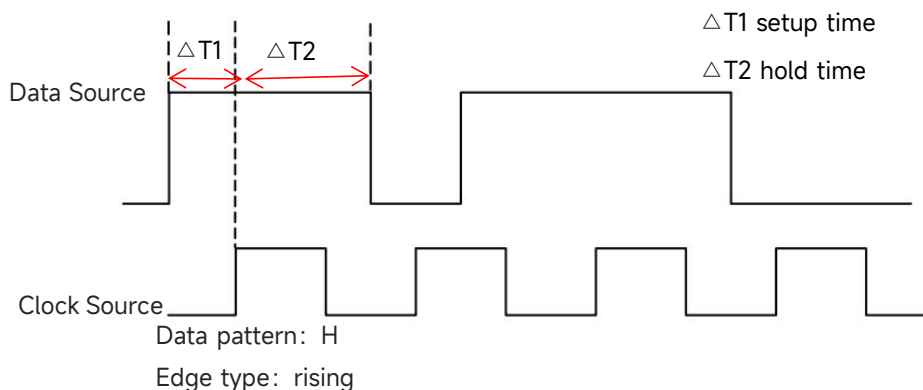 △T1 setup time
△T1 △T2
△T2 hold time
Data Source
Clock Source
Data pattern：H
Edge type：rising